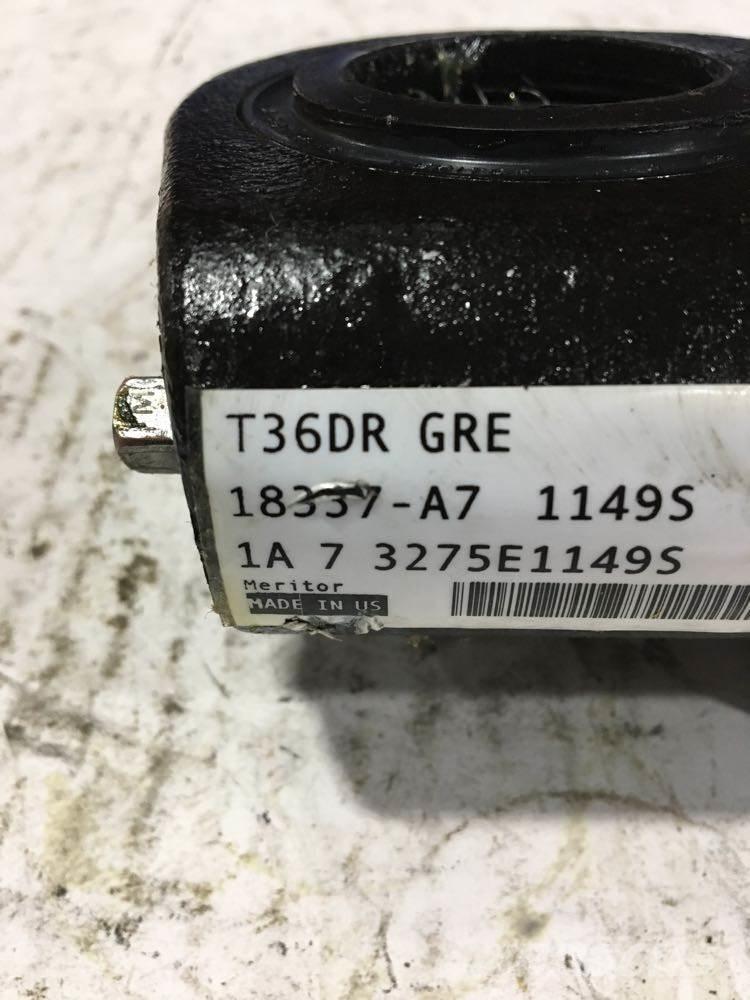 T36DR GRE
18337-A7 1149S
1A 7 3275E1149S
Meritor
MADE IN US